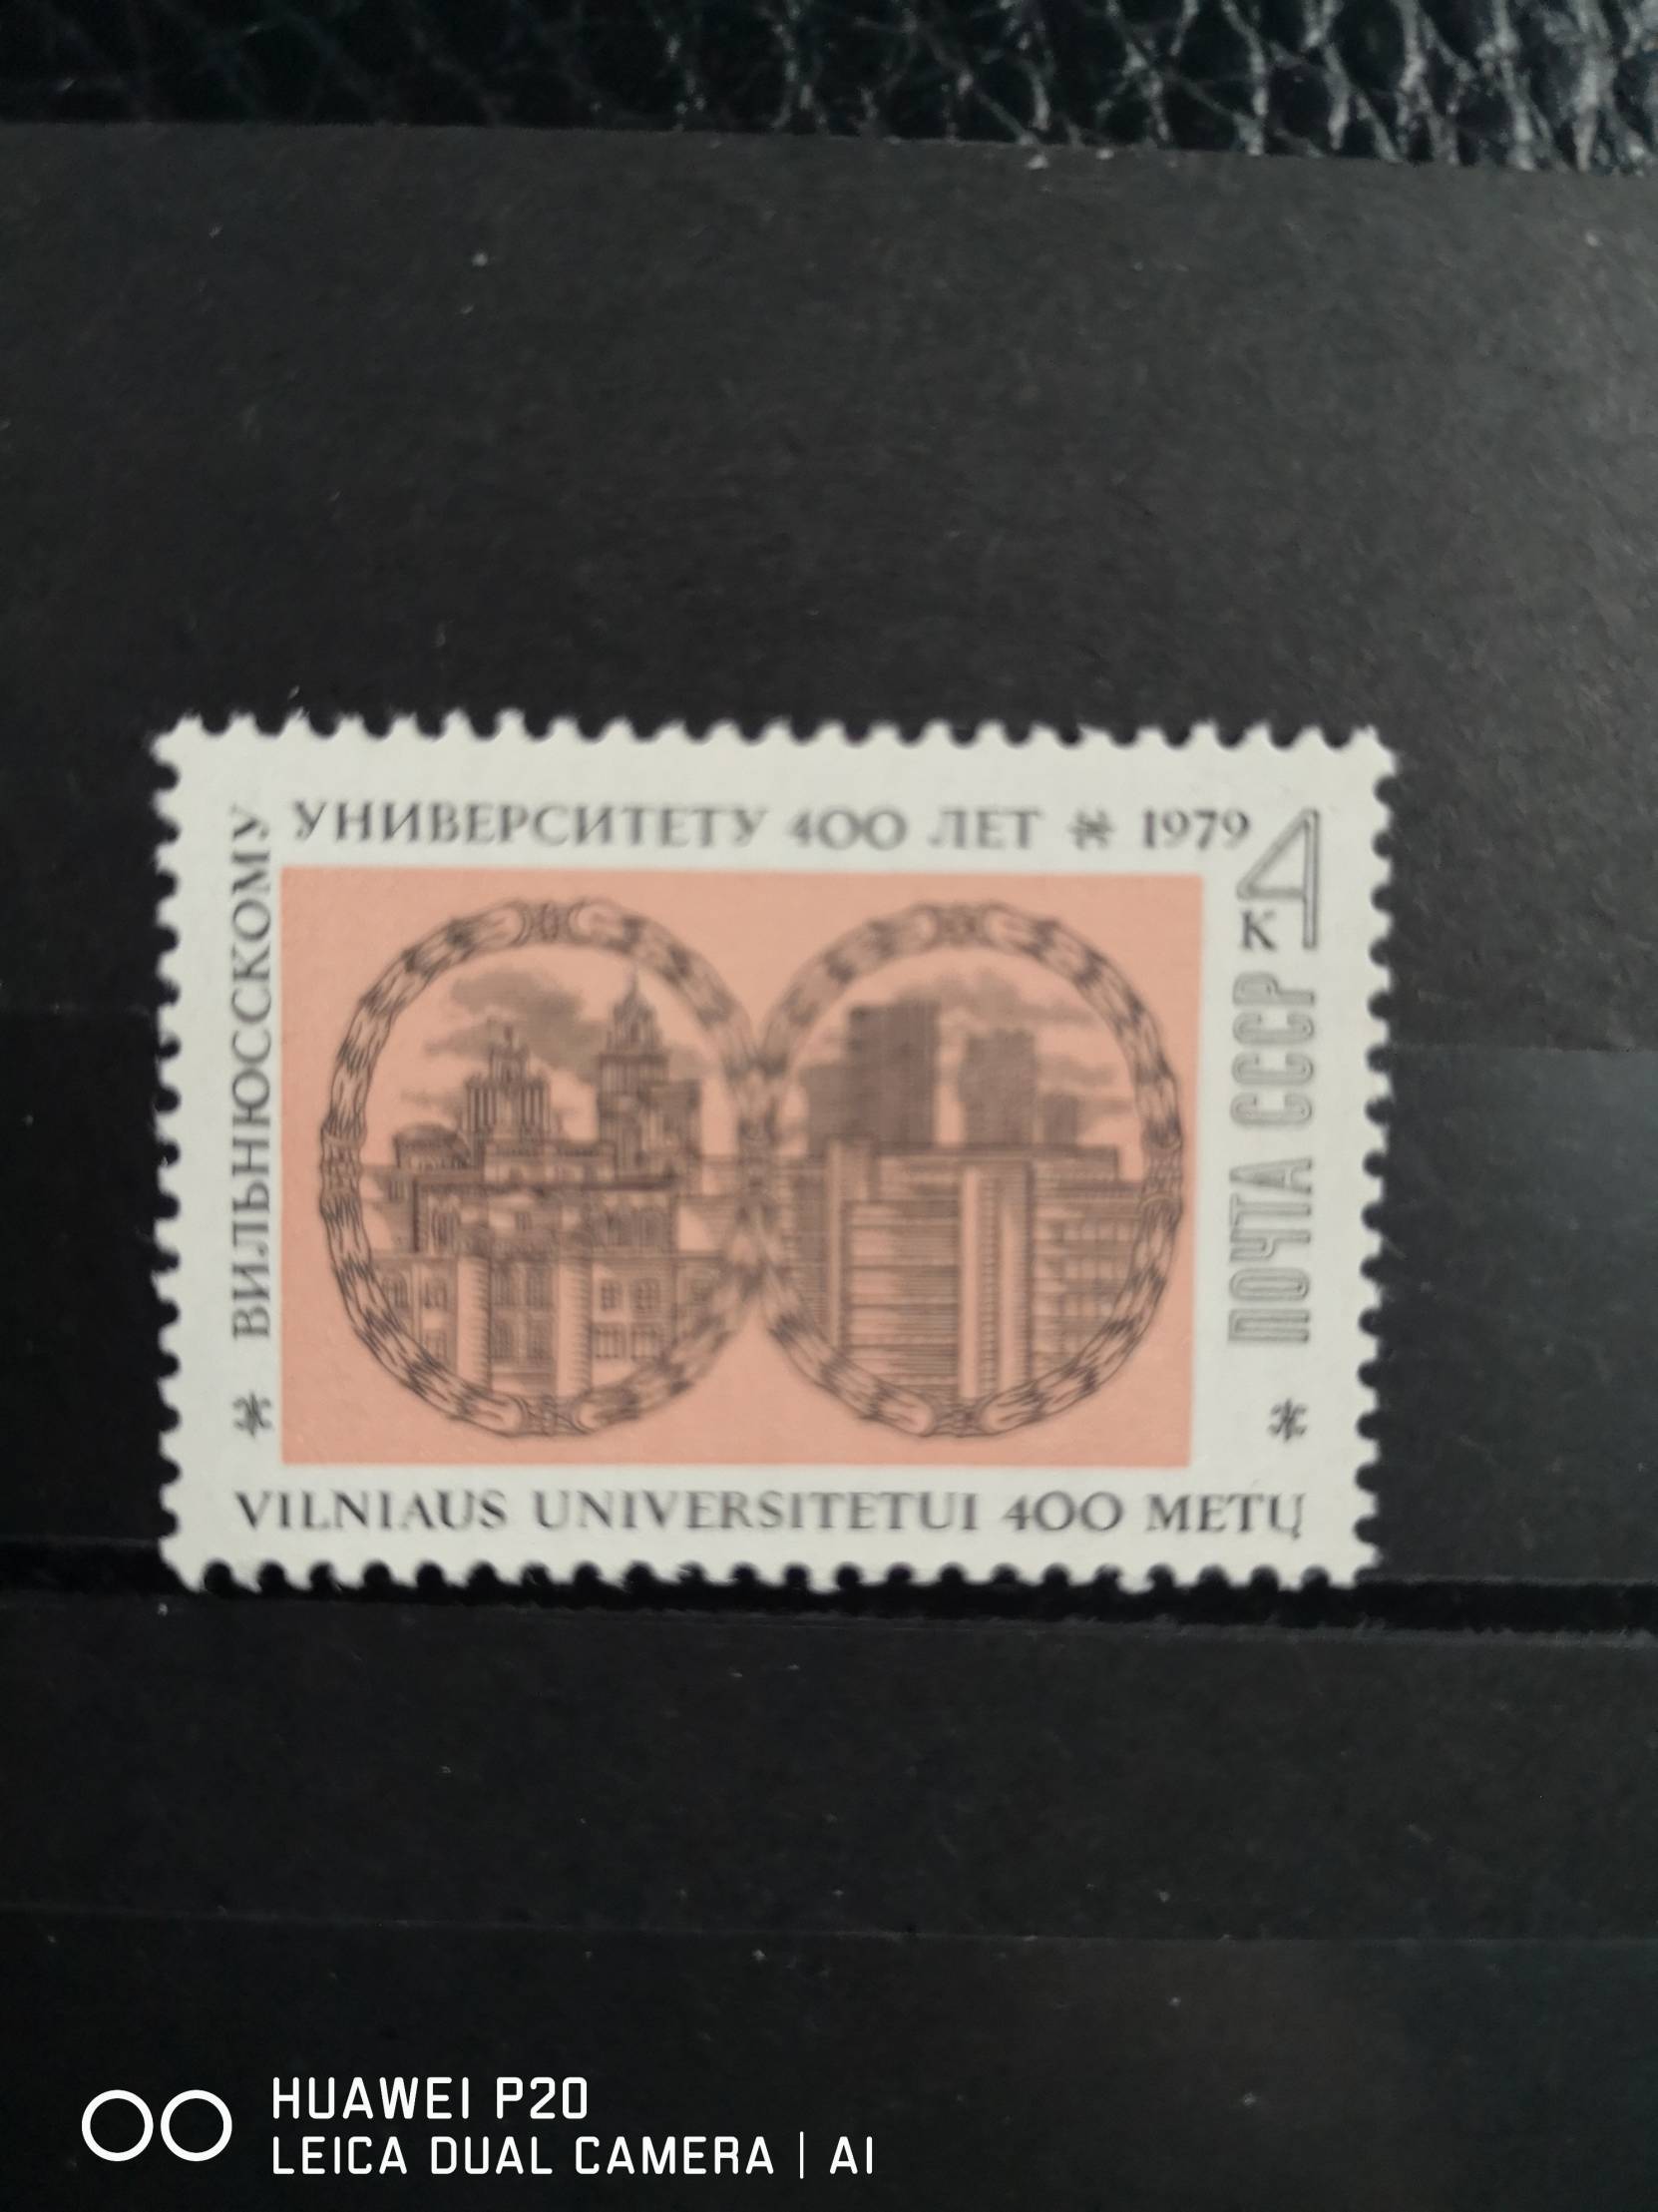 ВИЛЬНЮССКОМУ
УНИВЕРСИТЕТУ 400 ЛЕТ 1979
4 К
ПОЧТА СССР
VILNIAUS UNIVERSITETUI 400 METŲ
HUAWEI P20
LEICA DUAL CAMERA | AI